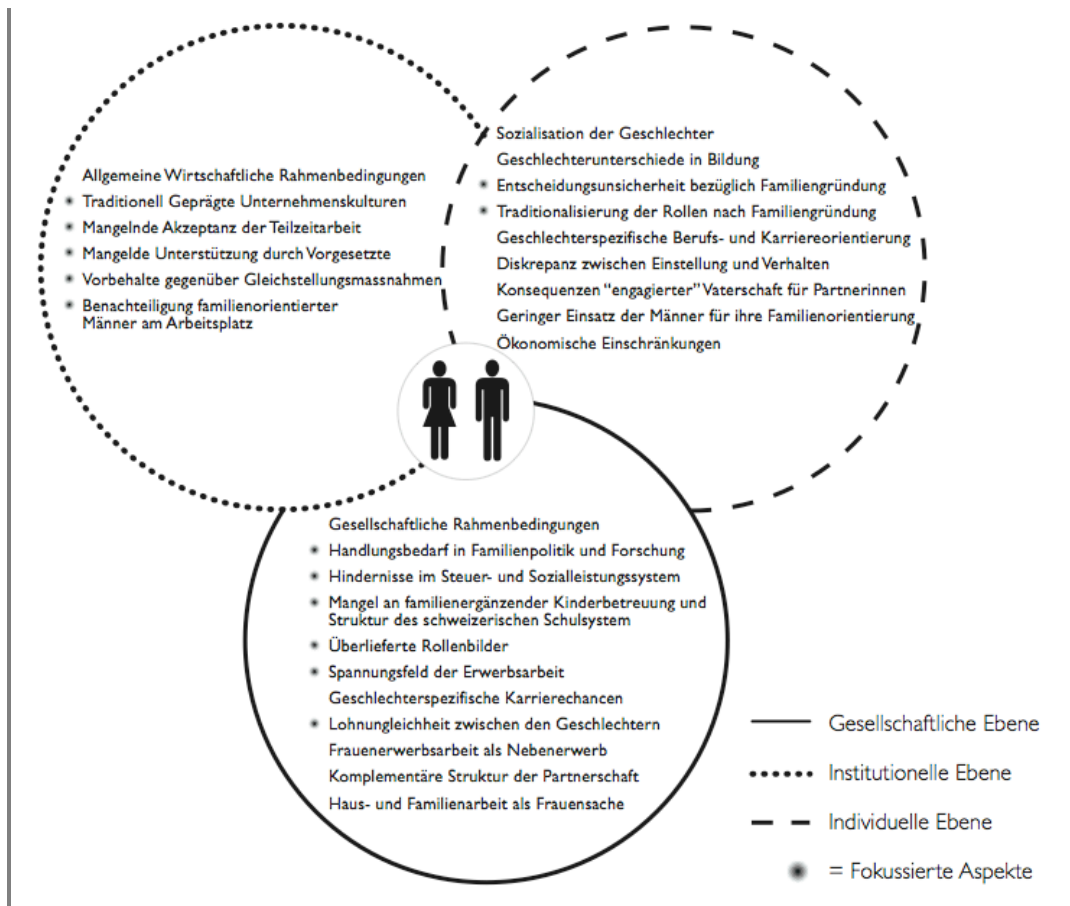 Allgemeine Wirtschaftliche Rahmenbedingungen
Traditionell Geprägte Unternehmenskulturen
Mangelnde Akzeptanz der Teilzeitarbeit
Mangelde Unterstützung durch Vorgesetzte
Vorbehalte gegenüber Gleichstellungsmassnahmen
Benachteiligung familienorientierter
Männer am Arbeitsplatz
Sozialisation der Geschlechter
Geschlechterunterschiede in Bildung
Entscheidungsunsicherheit bezüglich Familiengründung
Traditionalisierung der Rollen nach Familiengründung
Geschlechterspezifische Berufs- und Karriereorientierung
Diskrepanz zwischen Einstellung und Verhalten
Konsequenzen "engagierter" Vaterschaft für Partnerinnen
Geringer Einsatz der Männer für ihre Familienorientierung
Ökonomische Einschränkungen
Gesellschaftliche Rahmenbedingungen
Handlungsbedarf in Familienpolitik und Forschung
Hindernisse im Steuer- und Sozialleistungssystem
Mangel an familienergänzender Kinderbetreuung und
Struktur des schweizerischen Schulsystem
Überlieferte Rollenbilder
Spannungsfeld der Erwerbsarbeit
Geschlechterspezifische Karrierechancen
Lohnungleichheit zwischen den Geschlechtern
Frauenerwerbsarbeit als Nebenerwerb
Komplementäre Struktur der Partnerschaft
Haus- und Familienarbeit als Frauensache
Gesellschaftliche Ebene
Institutionelle Ebene
Individuelle Ebene
= Fokussierte Aspekte